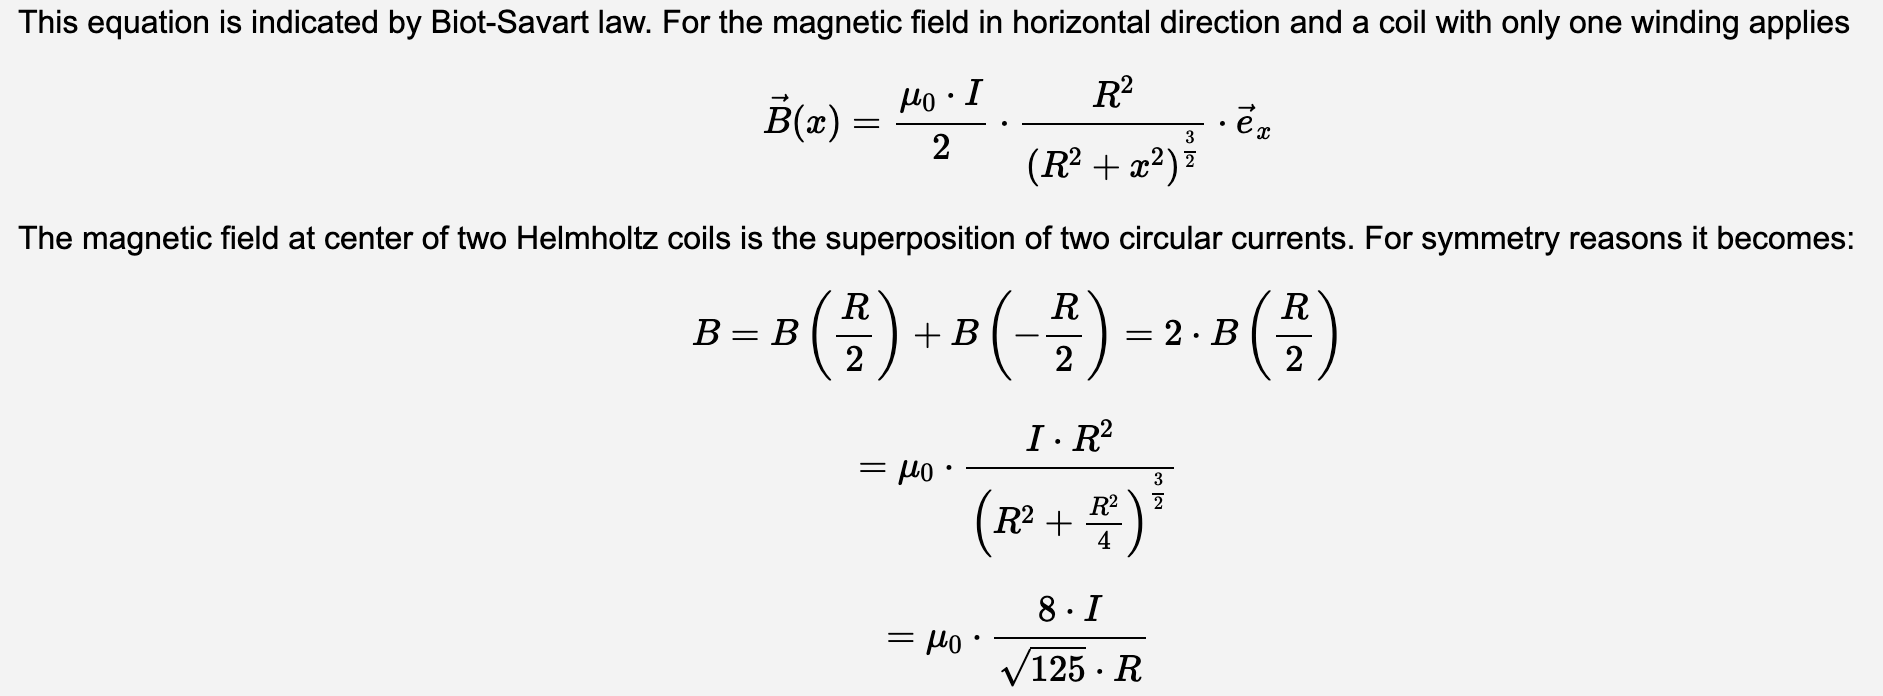 This equation is indicated by Biot-Savart law. For the magnetic field in horizontal direction and a coil with only one winding applies
$$\vec{B}(x) = \frac{\mu_0 \cdot I}{2} \cdot \frac{R^2}{(R^2 + x^2)^{\frac{3}{2}}} \cdot \vec{e}_x$$
The magnetic field at center of two Helmholtz coils is the superposition of two circular currents. For symmetry reasons it becomes:
$$B = B\left(\frac{R}{2}\right) + B\left(-\frac{R}{2}\right) = 2 \cdot B\left(\frac{R}{2}\right)$$
$$= \mu_0 \cdot \frac{I \cdot R^2}{\left(R^2 + \frac{R^2}{4}\right)^{\frac{3}{2}}}$$
$$= \mu_0 \cdot \frac{8 \cdot I}{\sqrt{125} \cdot R}$$